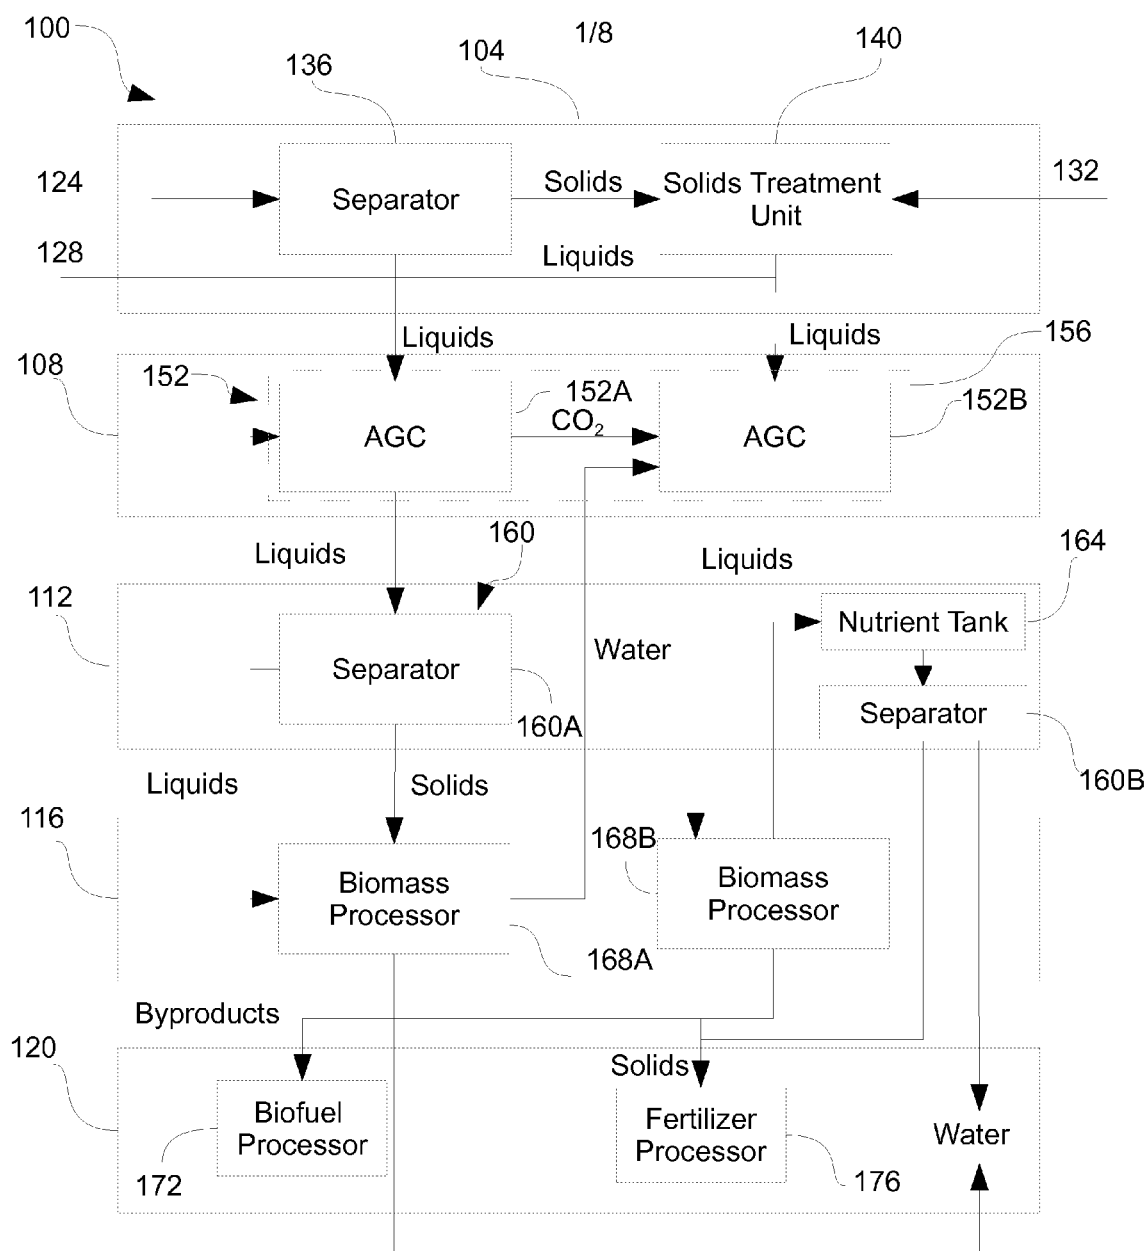 100
1/8
104
140
136
124
Separator
Solids
Solids Treatment
Unit
132
128
Liquids
Liquids
Liquids
156
108
152
152A
152B
AGC
CO₂
AGC
Liquids
160
Liquids
164
112
Nutrient Tank
Separator
Water
160A
Separator
160B
Liquids
Solids
116
168B
Biomass
Processor
Biomass
Processor
168A
Byproducts
120
Solids
Biofuel
Processor
Fertilizer
Processor
Water
172
176